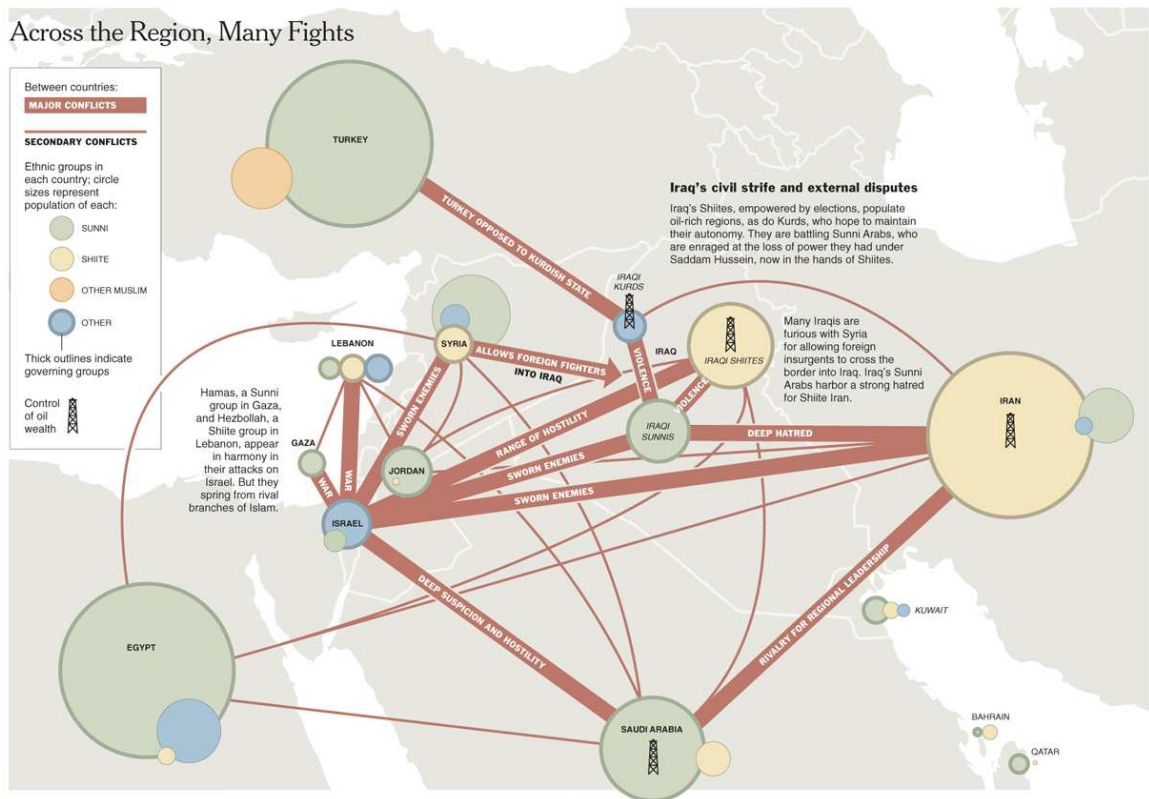 Across the Region, Many Fights
Between countries:
MAJOR CONFLICTS
SECONDARY CONFLICTS
Ethnic groups in
each country; circle
sizes represent
population of each:
SUNNI
SHIITE
OTHER MUSLIM
OTHER
Thick outlines indicate
governing groups
Control
of oil
wealth
TURKEY
TURKEY OPPOSED TO KURDISH STATE
Iraq's civil strife and external disputes
Iraq's Shiites, empowered by elections, populate
oil-rich regions, as do Kurds, who hope to maintain
their autonomy. They are battling Sunni Arabs, who
are enraged at the loss of power they had under
Saddam Hussein, now in the hands of Shiites.
IRAQI
KURDS
LEBANON
SYRIA
ALLOWS FOREIGN FIGHTERS
INTO IRAQ
VIOLENCE
IRAQ
IRAQI SHIITES
VIOLENCE
Many Iraqis are
furious with Syria
for allowing foreign
insurgents to cross the
border into Iraq. Iraq's Sunni
Arabs harbor a strong hatred
for Shiite Iran.
IRAN
Hamas, a Sunni
group in Gaza,
and Hezbollah, a
Shiite group in
Lebanon, appear
in harmony in
their attacks on
Israel. But they
spring from rival
branches of Islam.
GAZA
WAR
WAR
SWORN ENEMIES
JORDAN
RANGE OF HOSTILITY
IRAQI
SUNNIS
DEEP HATRED
SWORN ENEMIES
SWORN ENEMIES
ISRAEL
DEEP SUSPICION AND HOSTILITY
RIVALRY FOR REGIONAL LEADERSHIP
KUWAIT
EGYPT
SAUDI ARABIA
BAHRAIN
QATAR